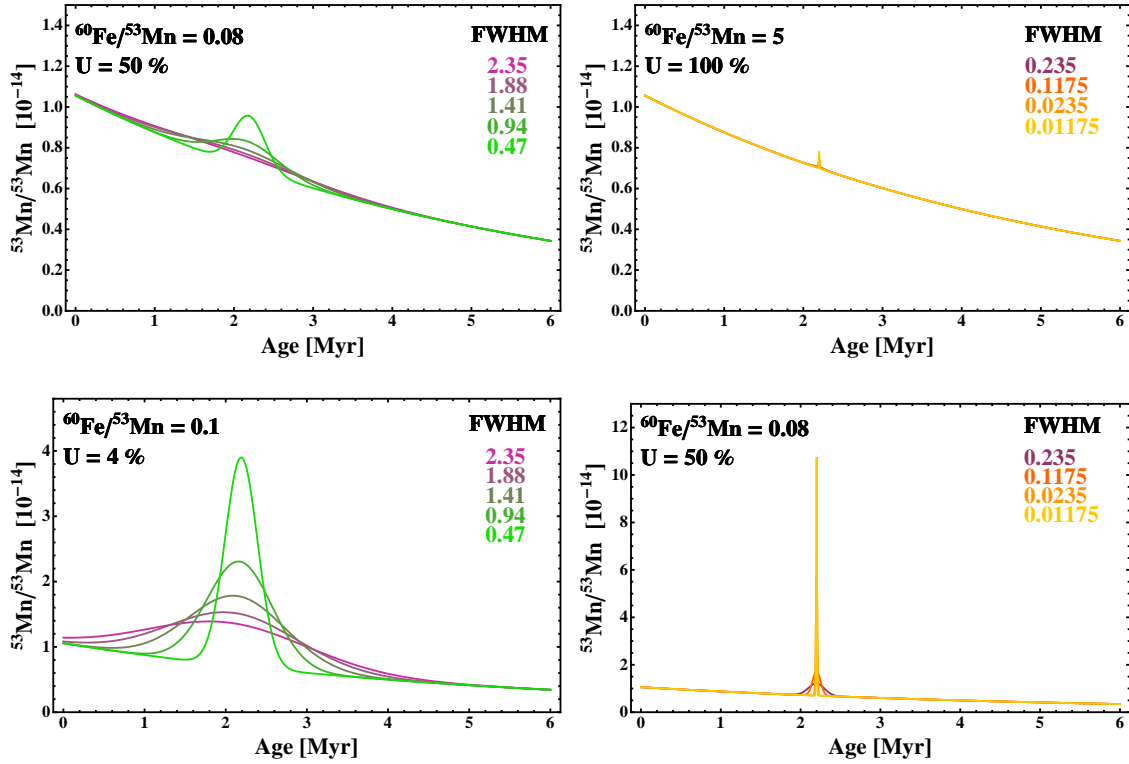 ⁶⁰Fe/⁵³Mn = 0.08
U = 50 %
FWHM
2.35
1.88
1.41
0.94
0.47
1.4
1.2
1.0
0.8
0.6
0.4
0.2
0.0
⁵³Mn/⁵³Mn [10⁻¹⁴]
0 1 2 3 4 5 6
Age [Myr]
⁶⁰Fe/⁵³Mn = 5
U = 100 %
FWHM
0.235
0.1175
0.0235
0.01175
1.4
1.2
1.0
0.8
0.6
0.4
0.2
0.0
⁵³Mn/⁵³Mn [10⁻¹⁴]
0 1 2 3 4 5 6
Age [Myr]
⁶⁰Fe/⁵³Mn = 0.1
U = 4 %
FWHM
2.35
1.88
1.41
0.94
0.47
4
3
2
1
0
⁵³Mn/⁵³Mn [10⁻¹⁴]
0 1 2 3 4 5 6
Age [Myr]
⁶⁰Fe/⁵³Mn = 0.08
U = 50 %
FWHM
0.235
0.1175
0.0235
0.01175
12
10
8
6
4
2
0
⁵³Mn/⁵³Mn [10⁻¹⁴]
0 1 2 3 4 5 6
Age [Myr]